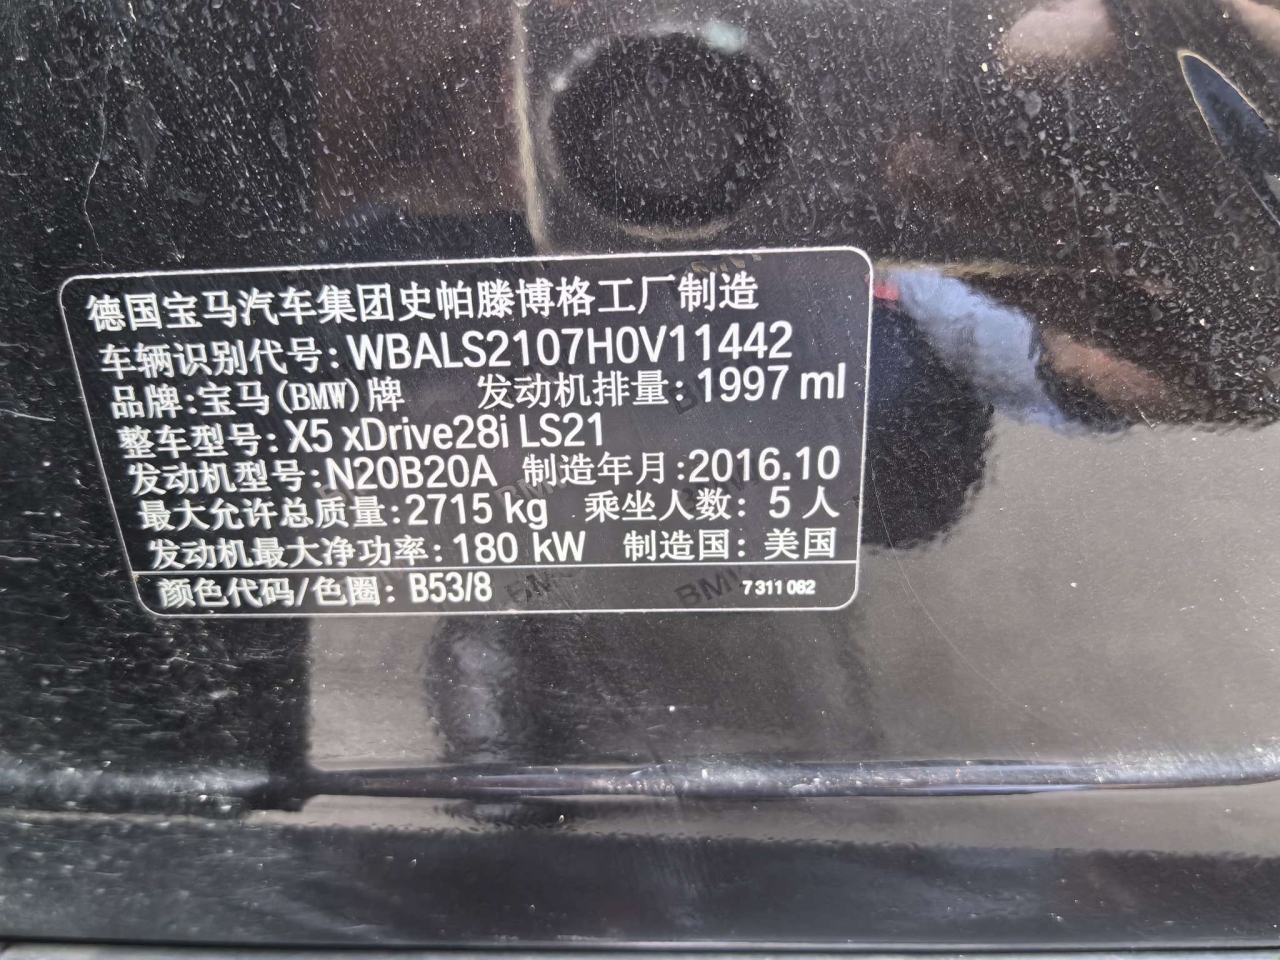 德国宝马汽车集团史帕滕博格工厂制造
车辆识别代号:WBALS2107H0V11442
品牌:宝马(BMW)牌 发动机排量:1997 ml
整车型号:X5 xDrive28i LS21
发动机型号:N20B20A 制造年月:2016.10
最大允许总质量:2715 kg 乘坐人数: 5 人
发动机最大净功率:180 kW 制造国: 美国
颜色代码/色圈: B53/8 7 311 062